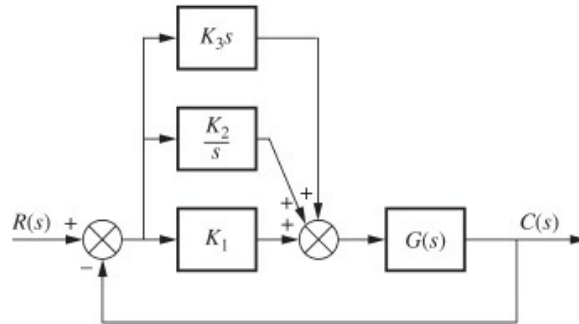 K₃s
K₂
s
+
+
+
R(s) + K₁ G(s) C(s)
−